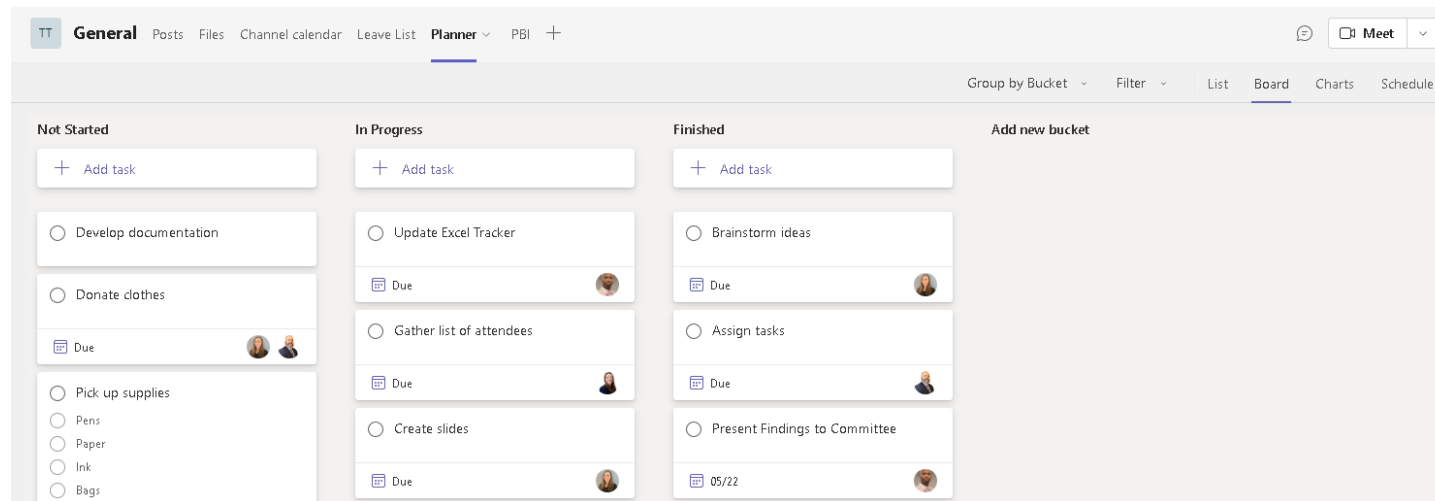 TT General Posts Files Channel calendar Leave List Planner PBI Meet
Group by Bucket Filter List Board Charts Schedule
Not Started
Add task
Develop documentation
Donate clothes
Due
Pick up supplies
Pens
Paper
Ink
Bags
In Progress
Add task
Update Excel Tracker
Due
Gather list of attendees
Due
Create slides
Due
Finished
Add task
Brainstorm ideas
Due
Assign tasks
Due
Present Findings to Committee
05/22
Add new bucket